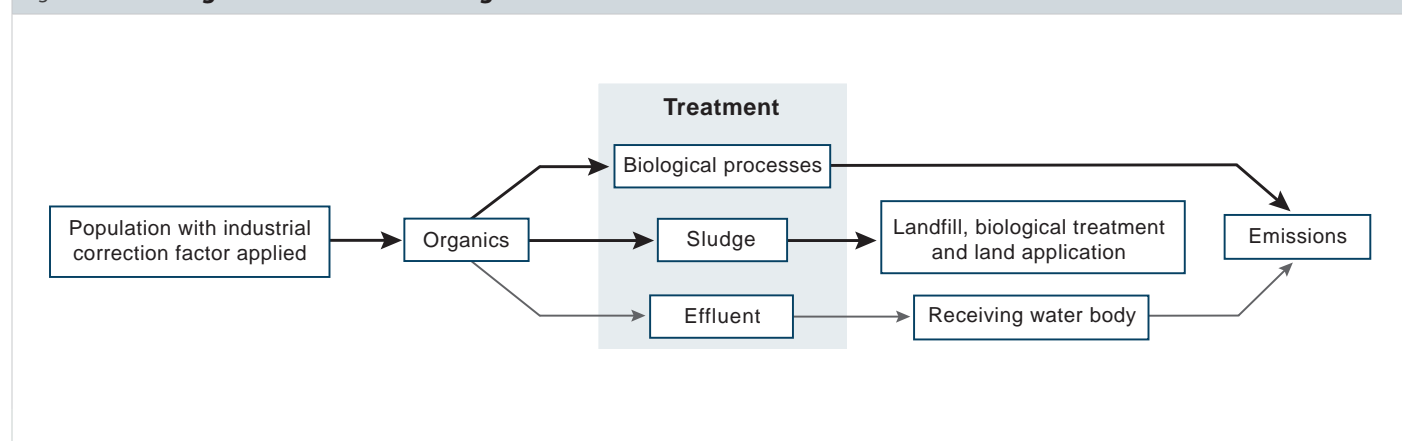 Treatment
Biological processes
Population with industrial
correction factor applied
Organics
Sludge
Landfill, biological treatment
and land application
Emissions
Effluent
Receiving water body